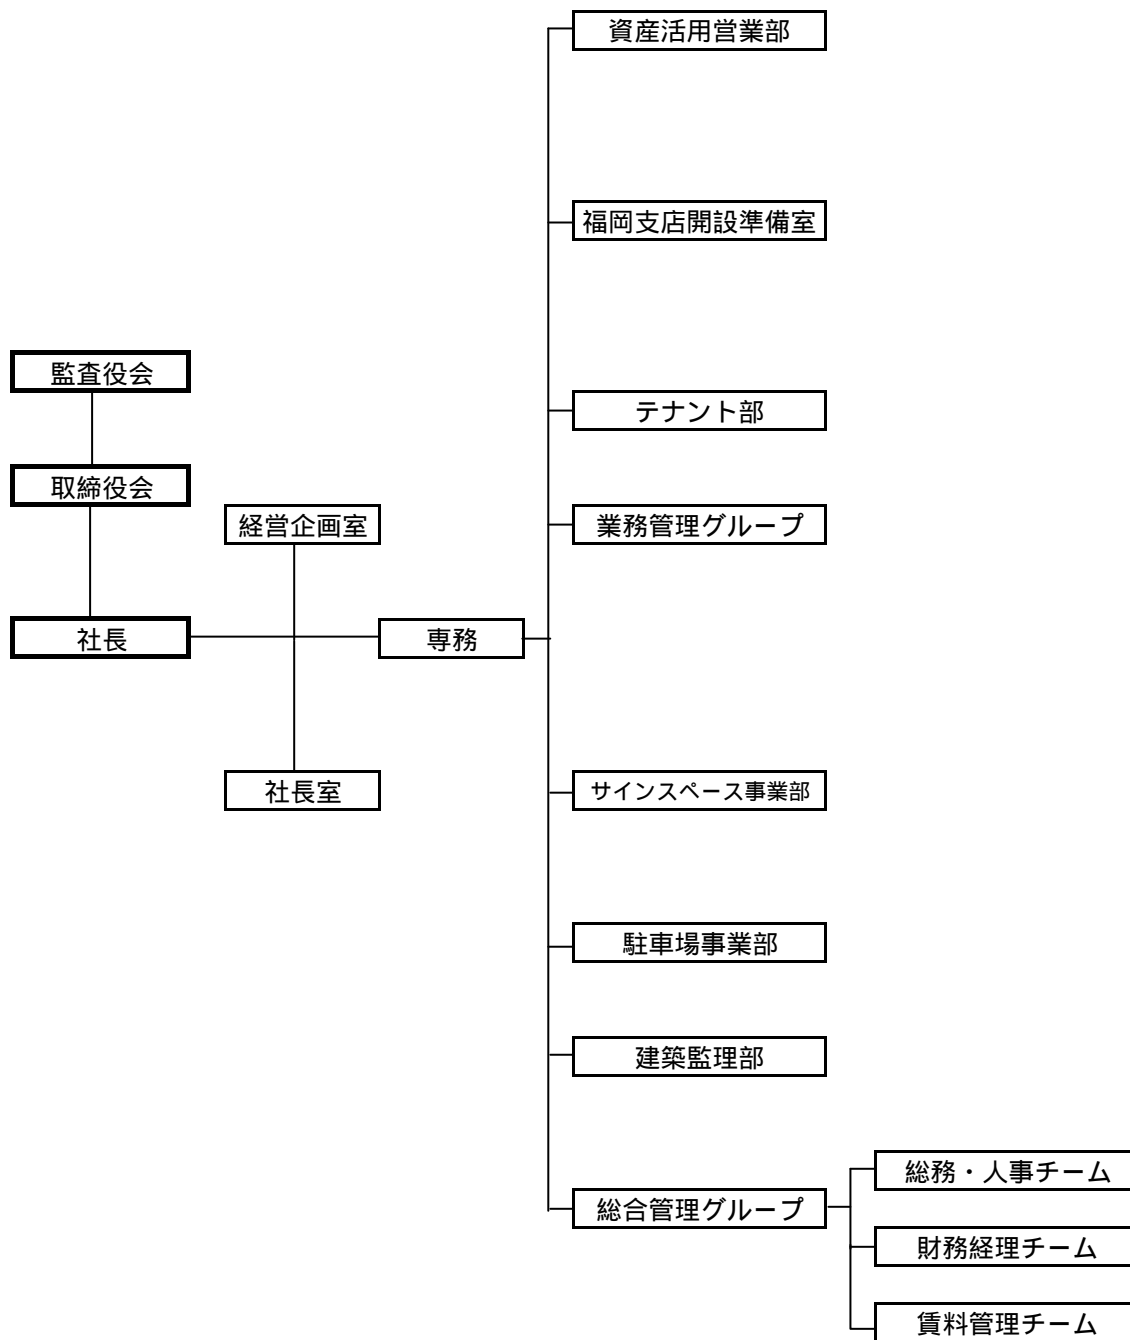 資産活用営業部
福岡支店開設準備室
監査役会
テナント部
取締役会
経営企画室
業務管理グループ
社長
専務
社長室
サインスペース事業部
駐車場事業部
建築監理部
総務・人事チーム
総合管理グループ
財務経理チーム
賃料管理チーム